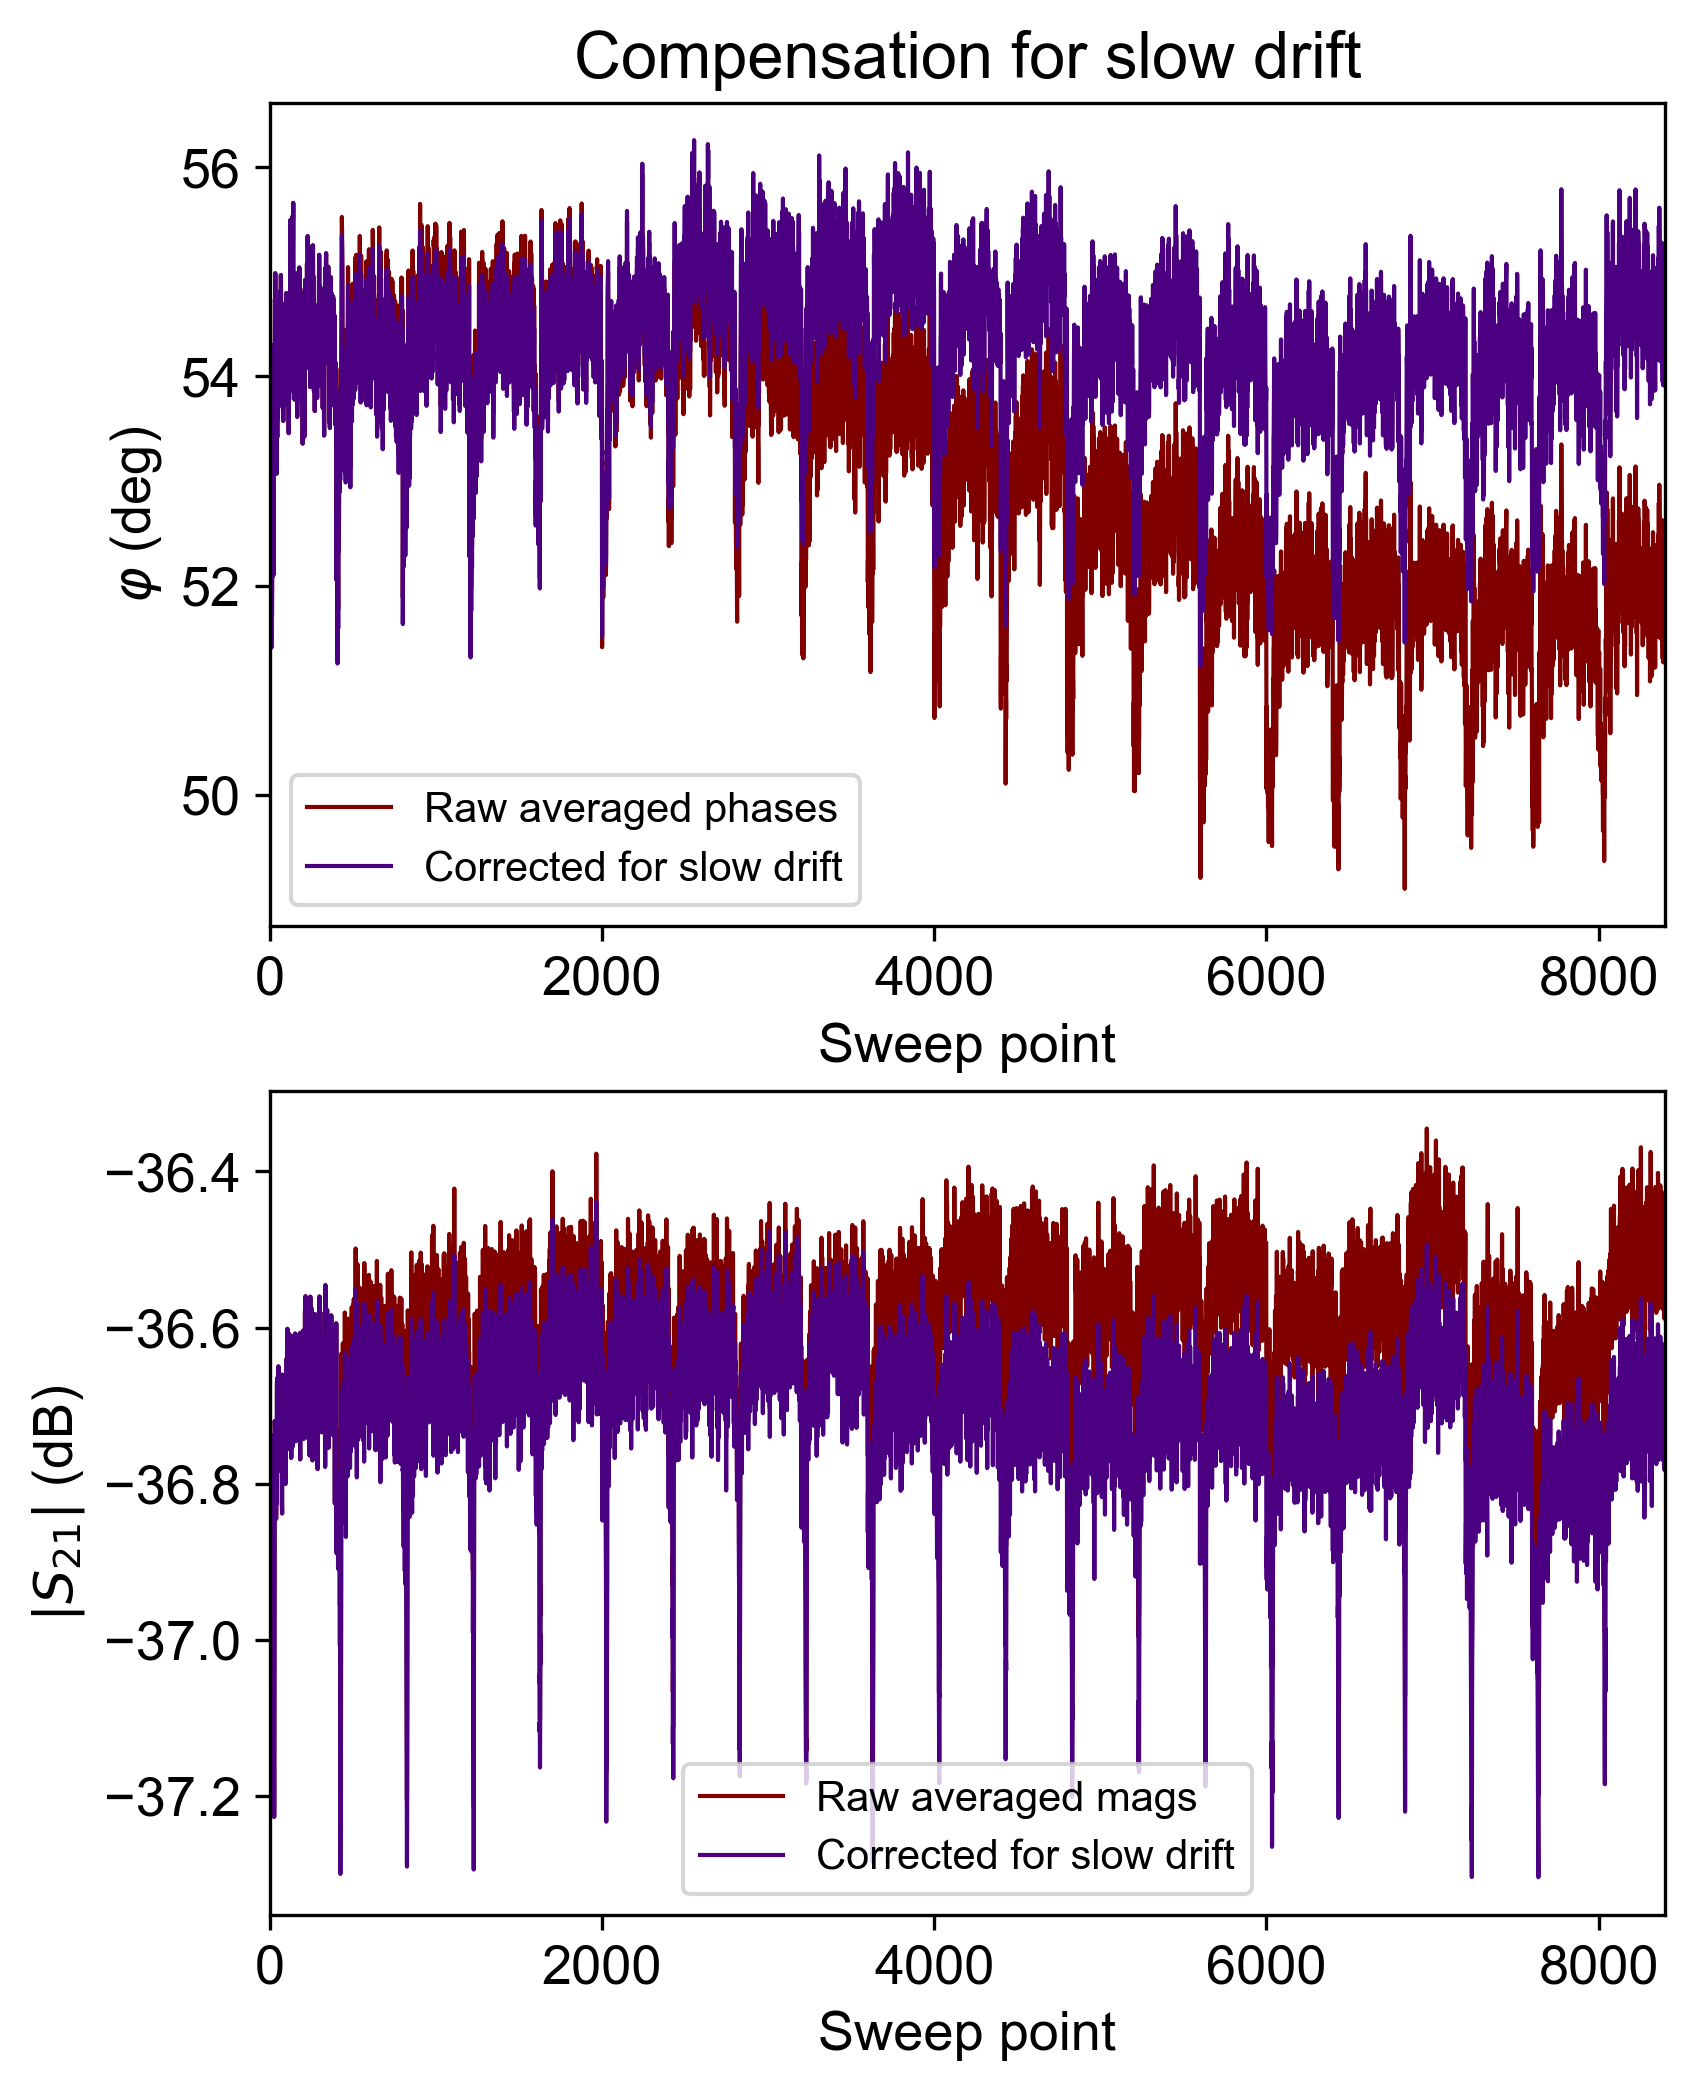 Compensation for slow drift
56
54
52
50
φ (deg)
Raw averaged phases
Corrected for slow drift
0 2000 4000 6000 8000
Sweep point
−36.4
−36.6
−36.8
−37.0
−37.2
|S₂₁| (dB)
Raw averaged mags
Corrected for slow drift
0 2000 4000 6000 8000
Sweep point